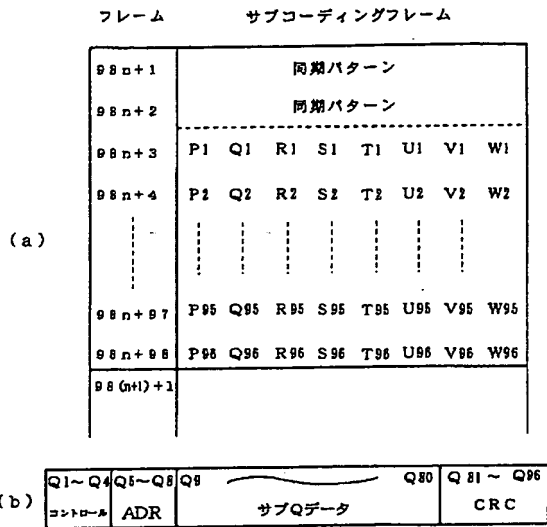 フレーム サブコーディングフレーム
98n+1 同期パターン
98n+2 同期パターン
98n+3 P1 Q1 R1 S1 T1 U1 V1 W1
98n+4 P2 Q2 R2 S2 T2 U2 V2 W2
(a)
98n+97 P95 Q95 R95 S95 T95 U95 V95 W95
98n+98 P96 Q96 R96 S96 T96 U96 V96 W96
98(n+1)+1
(b) Q1~Q4 Q5~Q8 Q9 Q80 Q81~Q96
コントロール ADR サブQデータ CRC